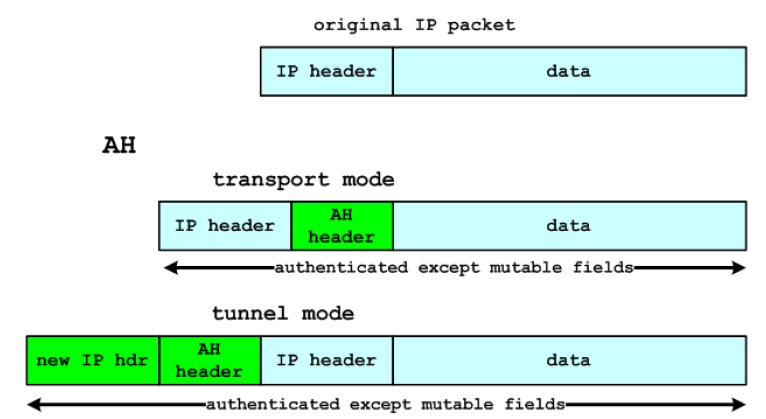 original IP packet
IP header data
AH
transport mode
IP header AH header data
authenticated except mutable fields
tunnel mode
new IP hdr AH header IP header data
authenticated except mutable fields